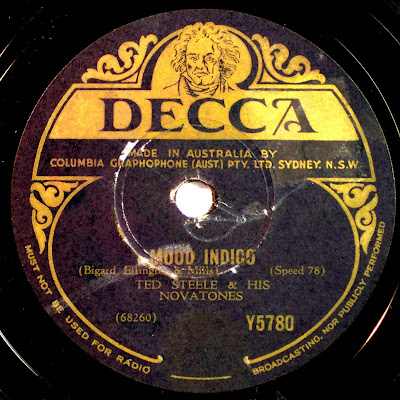 DECCA
MADE IN AUSTRALIA BY
COLUMBIA GRAPHOPHONE (AUST.) PTY. LTD. SYDNEY. N.S.W.
MOOD INDIGO
(Bigard, Ellington & Mills) (Speed 78)
TED STEELE & HIS
NOVATONES
(68260) Y5780
MUST NOT BE USED FOR RADIO
BROADCASTING, NOR PUBLICLY PERFORMED